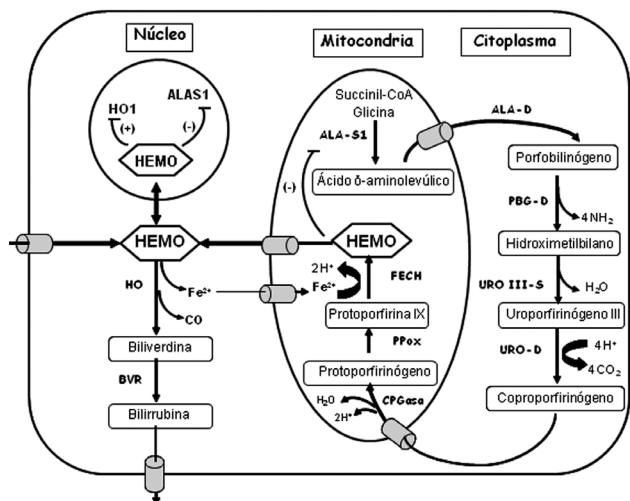 Núcleo
Mitocondria
Citoplasma
HO1
ALAS1
(+)
(-)
HEMO
HEMO
HO
Fe²⁺
CO
Biliverdina
BVR
Bilirrubina
Succinil-CoA
Glicina
ALA-S1
(-)
Ácido δ-aminolevúlico
HEMO
2H⁺
Fe²⁺
FECH
Protoporfirina IX
PPox
Protoporfirinógeno
H₂O
2H⁺
CPGasa
ALA-D
Porfobilinógeno
PBG-D
4NH₂
Hidroximetilbilano
URO III-S
H₂O
Uroporfirinógeno III
URO-D
4H⁺
4CO₂
Coproporfirinógeno